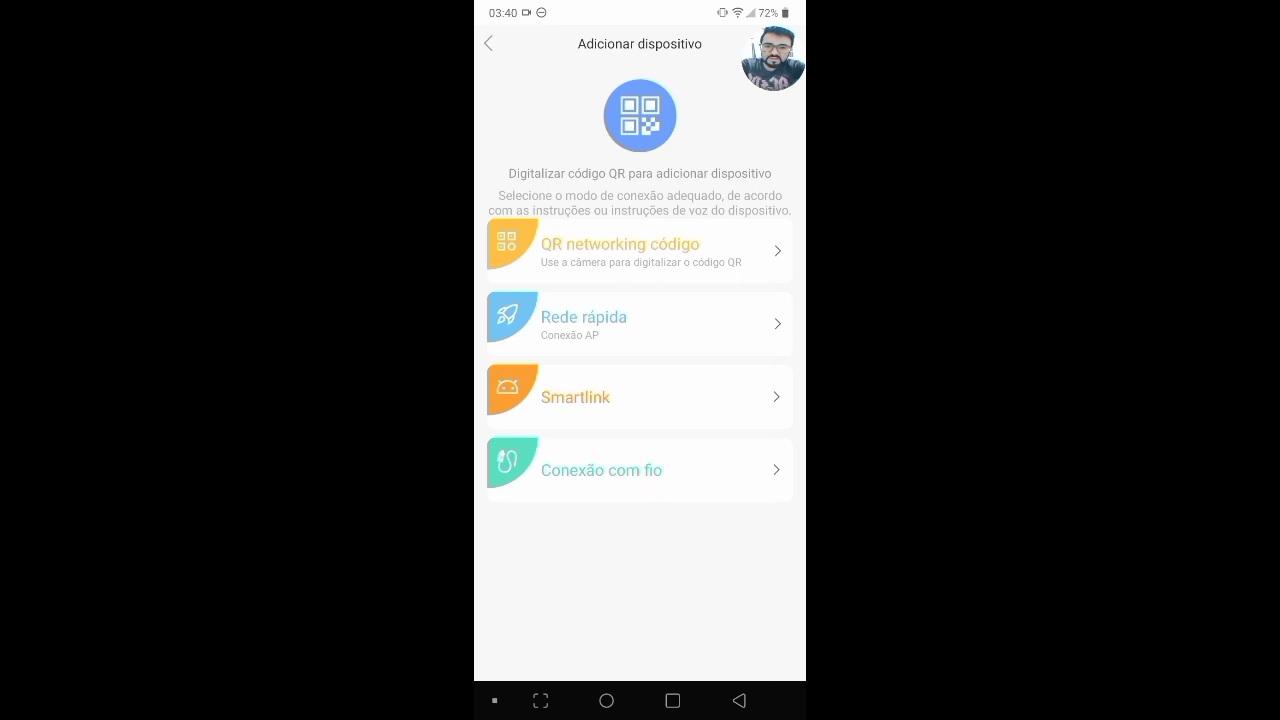 03:40 72%
Adicionar dispositivo
Digitalizar código QR para adicionar dispositivo
Selecione o modo de conexão adequado, de acordo
com as instruções ou instruções de voz do dispositivo.
QR networking código
Use a câmera para digitalizar o código QR
Rede rápida
Conexão AP
Smartlink
Conexão com fio